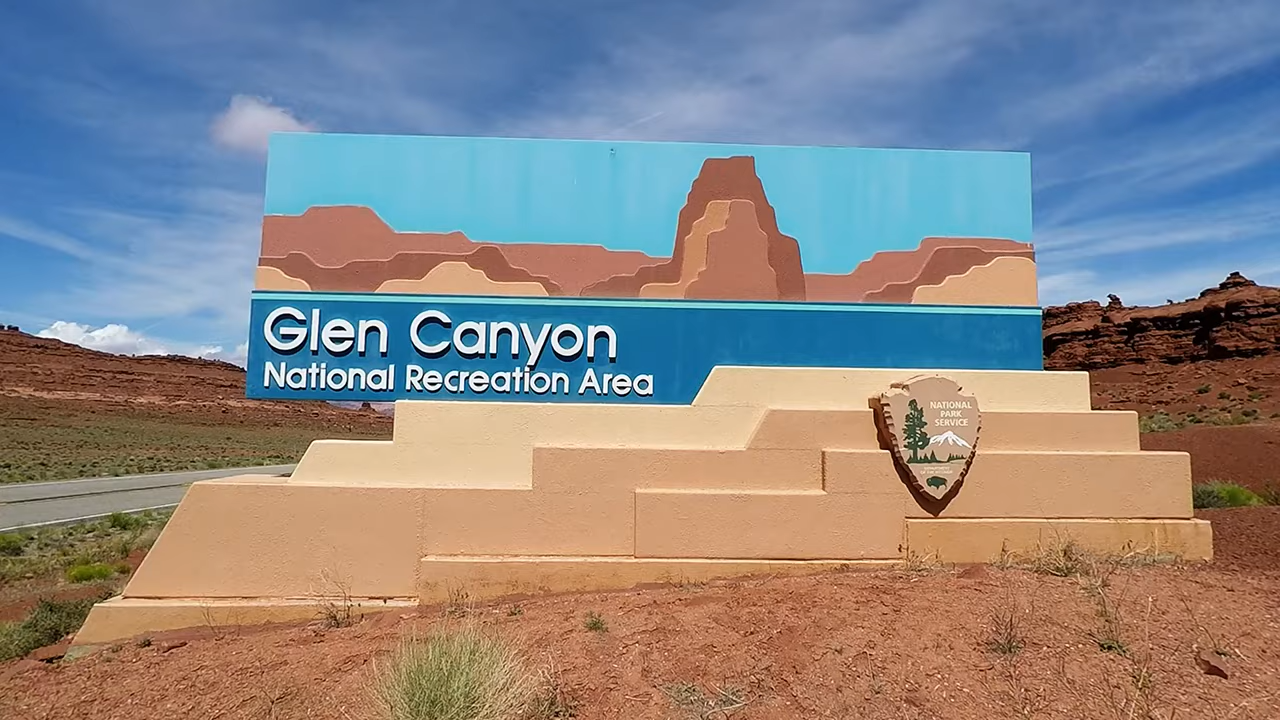 Glen Canyon
National Recreation Area
NATIONAL
PARK
SERVICE